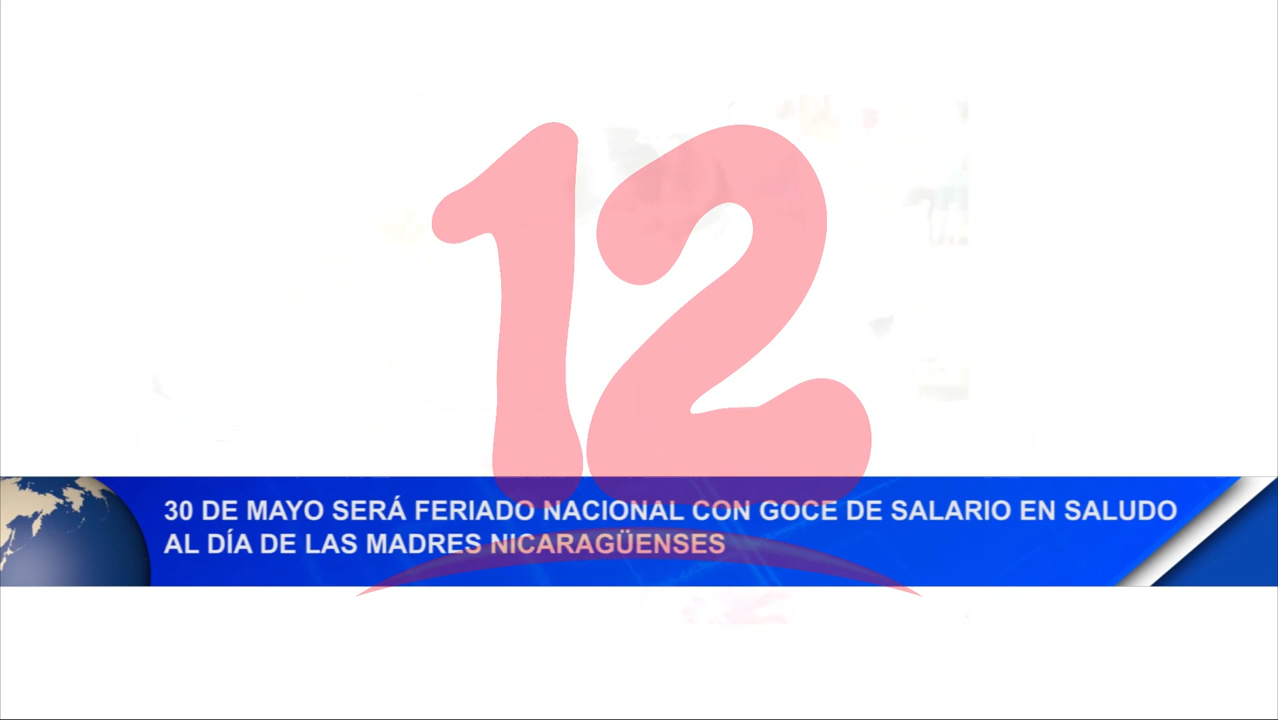 12
30 DE MAYO SERÁ FERIADO NACIONAL CON GOCE DE SALARIO EN SALUDO
AL DÍA DE LAS MADRES NICARAGÜENSES